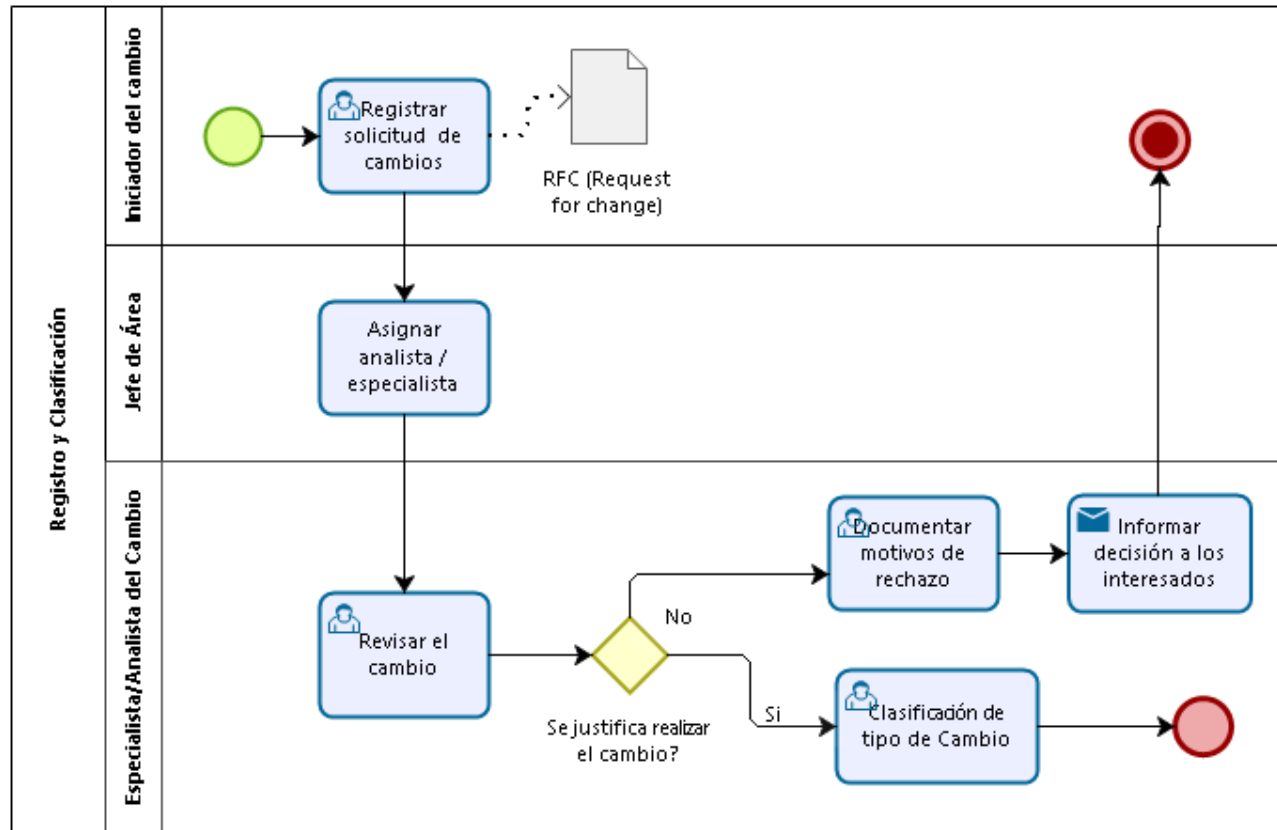 Registro y Clasificación
Iniciador del cambio
Registrar
solicitud de
cambios
RFC (Request
for change)
Jefe de Área
Asignar
analista /
especialista
Especialista/Analista del Cambio
Revisar el
cambio
Se justifica realizar
el cambio?
No
Documentar
motivos de
rechazo
Informar
decisión a los
interesados
Si
Clasificación de
tipo de Cambio